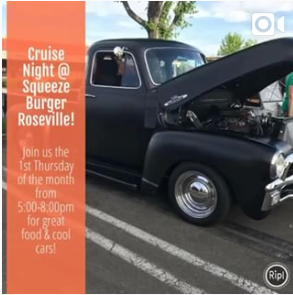 Cruise
Night @
Squeeze
Burger
Roseville!
Join us the
1st Thursday
of the month
from
5:00-8:00pm
for great
food & cool
cars!
Ripl